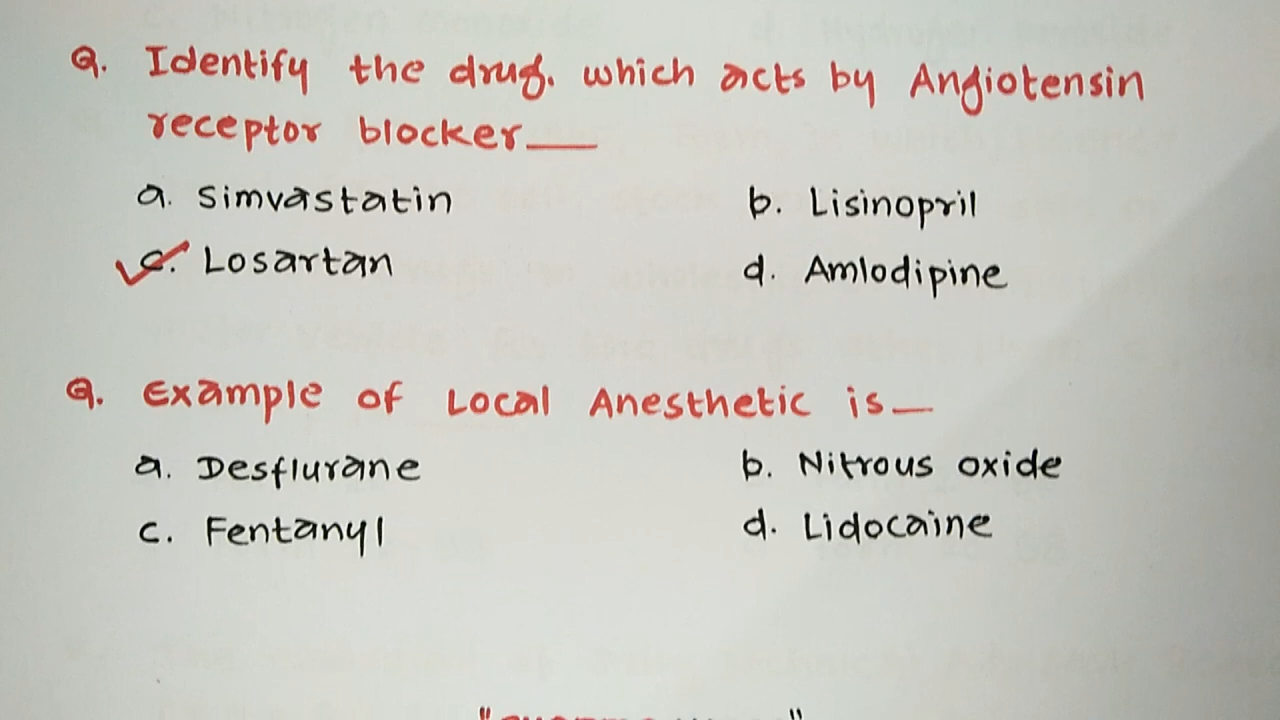 Q. Identify the drug. which acts by Angiotensin
receptor blocker___
a. Simvastatin b. Lisinopril
c. Losartan d. Amlodipine
Q. Example of Local Anesthetic is__
a. Desflurane b. Nitrous oxide
c. Fentanyl d. Lidocaine